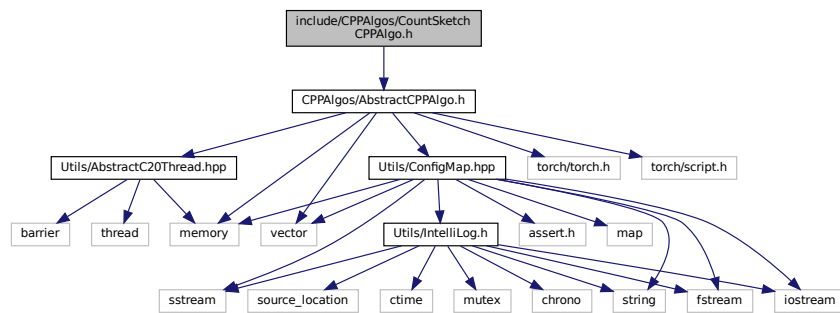 include/CPPAlgos/CountSketch
CPPAlgo.h
CPPAlgos/AbstractCPPAlgo.h
Utils/AbstractC20Thread.hpp
Utils/ConfigMap.hpp
torch/torch.h
torch/script.h
barrier
thread
memory
vector
Utils/IntelliLog.h
assert.h
map
sstream
source_location
ctime
mutex
chrono
string
fstream
iostream